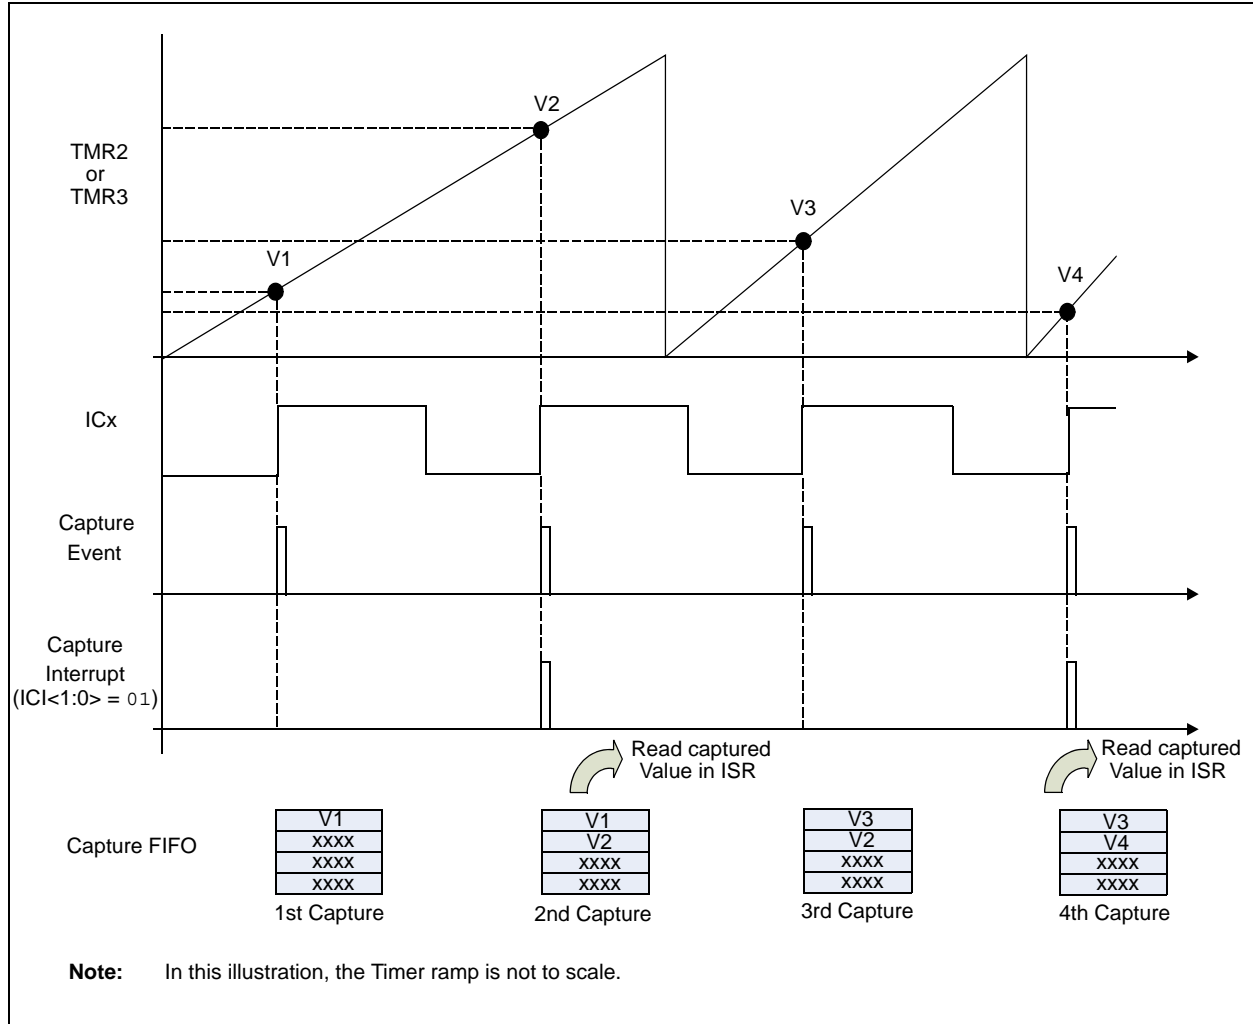 V2
TMR2
or
TMR3
V3
V1
V4
ICx
Capture
Event
Capture
Interrupt
(ICI<1:0> = 01)
Read captured
Value in ISR
Read captured
Value in ISR
Capture FIFO
V1
xxxx
xxxx
xxxx
1st Capture
V1
V2
xxxx
xxxx
2nd Capture
V3
V2
xxxx
xxxx
3rd Capture
V3
V4
xxxx
xxxx
4th Capture
Note: In this illustration, the Timer ramp is not to scale.